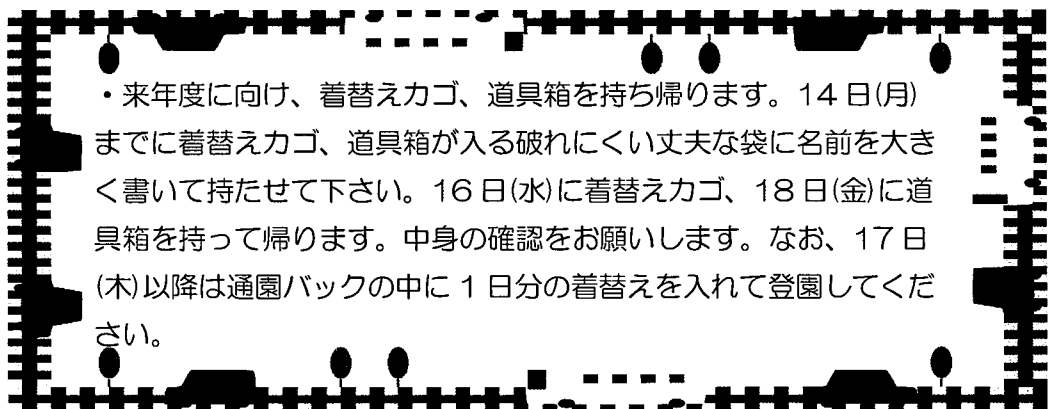 ・来年度に向け、着替えカゴ、道具箱を持ち帰ります。14日(月)
までに着替えカゴ、道具箱が入る破れにくい丈夫な袋に名前を大き
く書いて持たせて下さい。16日(水)に着替えカゴ、18日(金)に道
具箱を持って帰ります。中身の確認をお願いします。なお、17日
(木)以降は通園バックの中に1日分の着替えを入れて登園してくだ
さい。